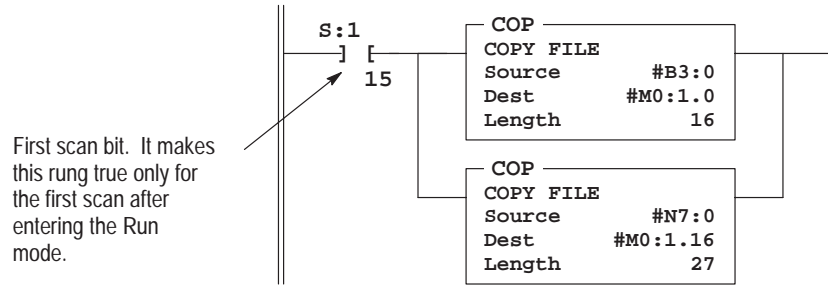 S:1
] [
15
COP
COPY FILE
Source #B3:0
Dest #M0:1.0
Length 16
First scan bit. It makes
this rung true only for
the first scan after
entering the Run
mode.
COP
COPY FILE
Source #N7:0
Dest #M0:1.16
Length 27